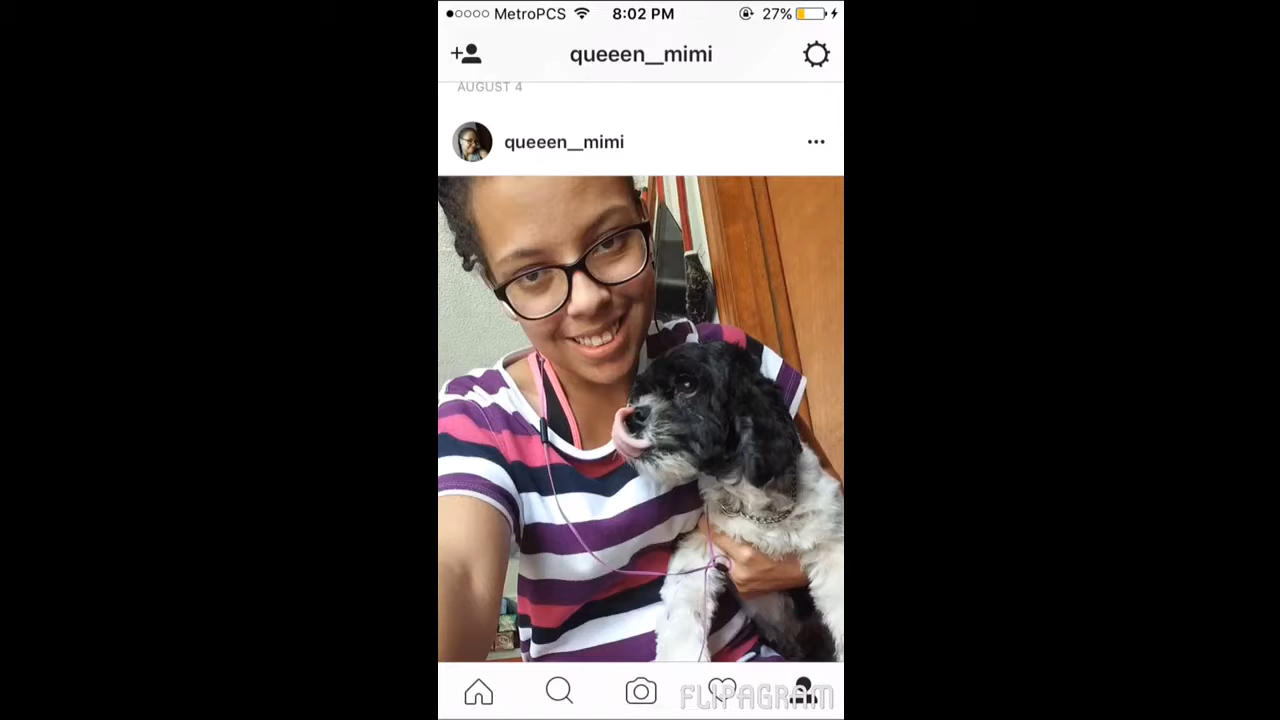 MetroPCS 8:02 PM 27%
queeen__mimi
AUGUST 4
queeen__mimi
FLIPAGRAM